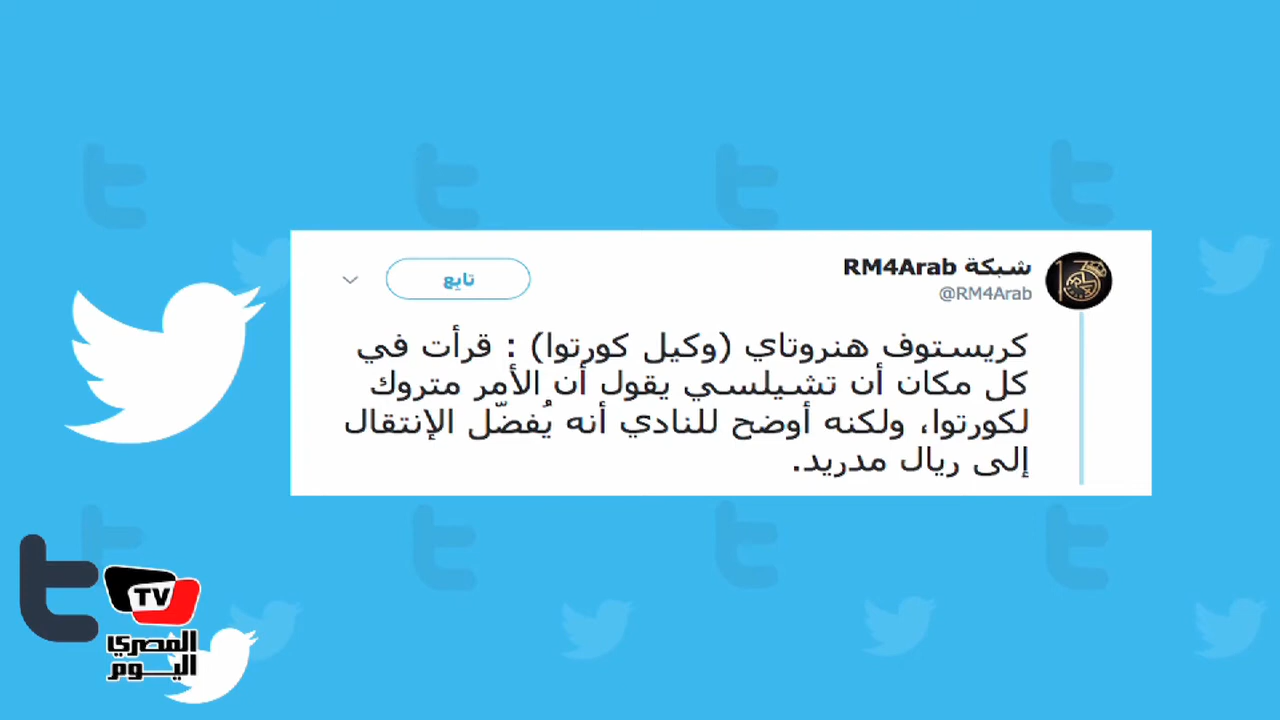 شبكة RM4Arab
@RM4Arab
تابِع
كريستوف هنروتاي (وكيل كورتوا) : قرأت في
كل مكان أن تشيلسي يقول أن الأمر متروك
لكورتوا، ولكنه أوضح للنادي أنه يُفضّل الإنتقال
إلى ريال مدريد.
TV
المصري
اليوم